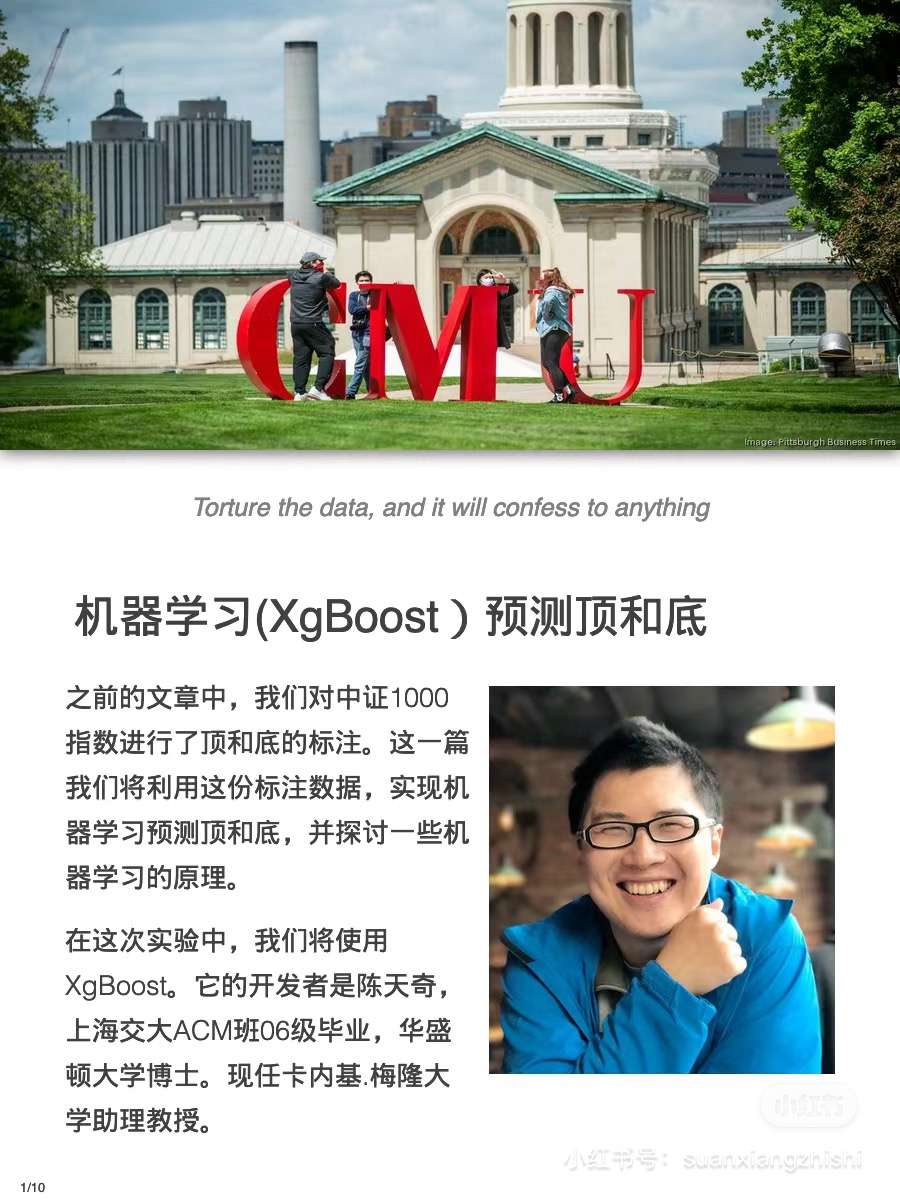 CMU
Image: Pittsburgh Business Times
Torture the data, and it will confess to anything
机器学习(XgBoost）预测顶和底
之前的文章中，我们对中证1000
指数进行了顶和底的标注。这一篇
我们将利用这份标注数据，实现机
器学习预测顶和底，并探讨一些机
器学习的原理。
在这次实验中，我们将使用
XgBoost。它的开发者是陈天奇，
上海交大ACM班06级毕业，华盛
顿大学博士。现任卡内基.梅隆大
学助理教授。
小红书
小红书号：suanxiangzhishi
1/10